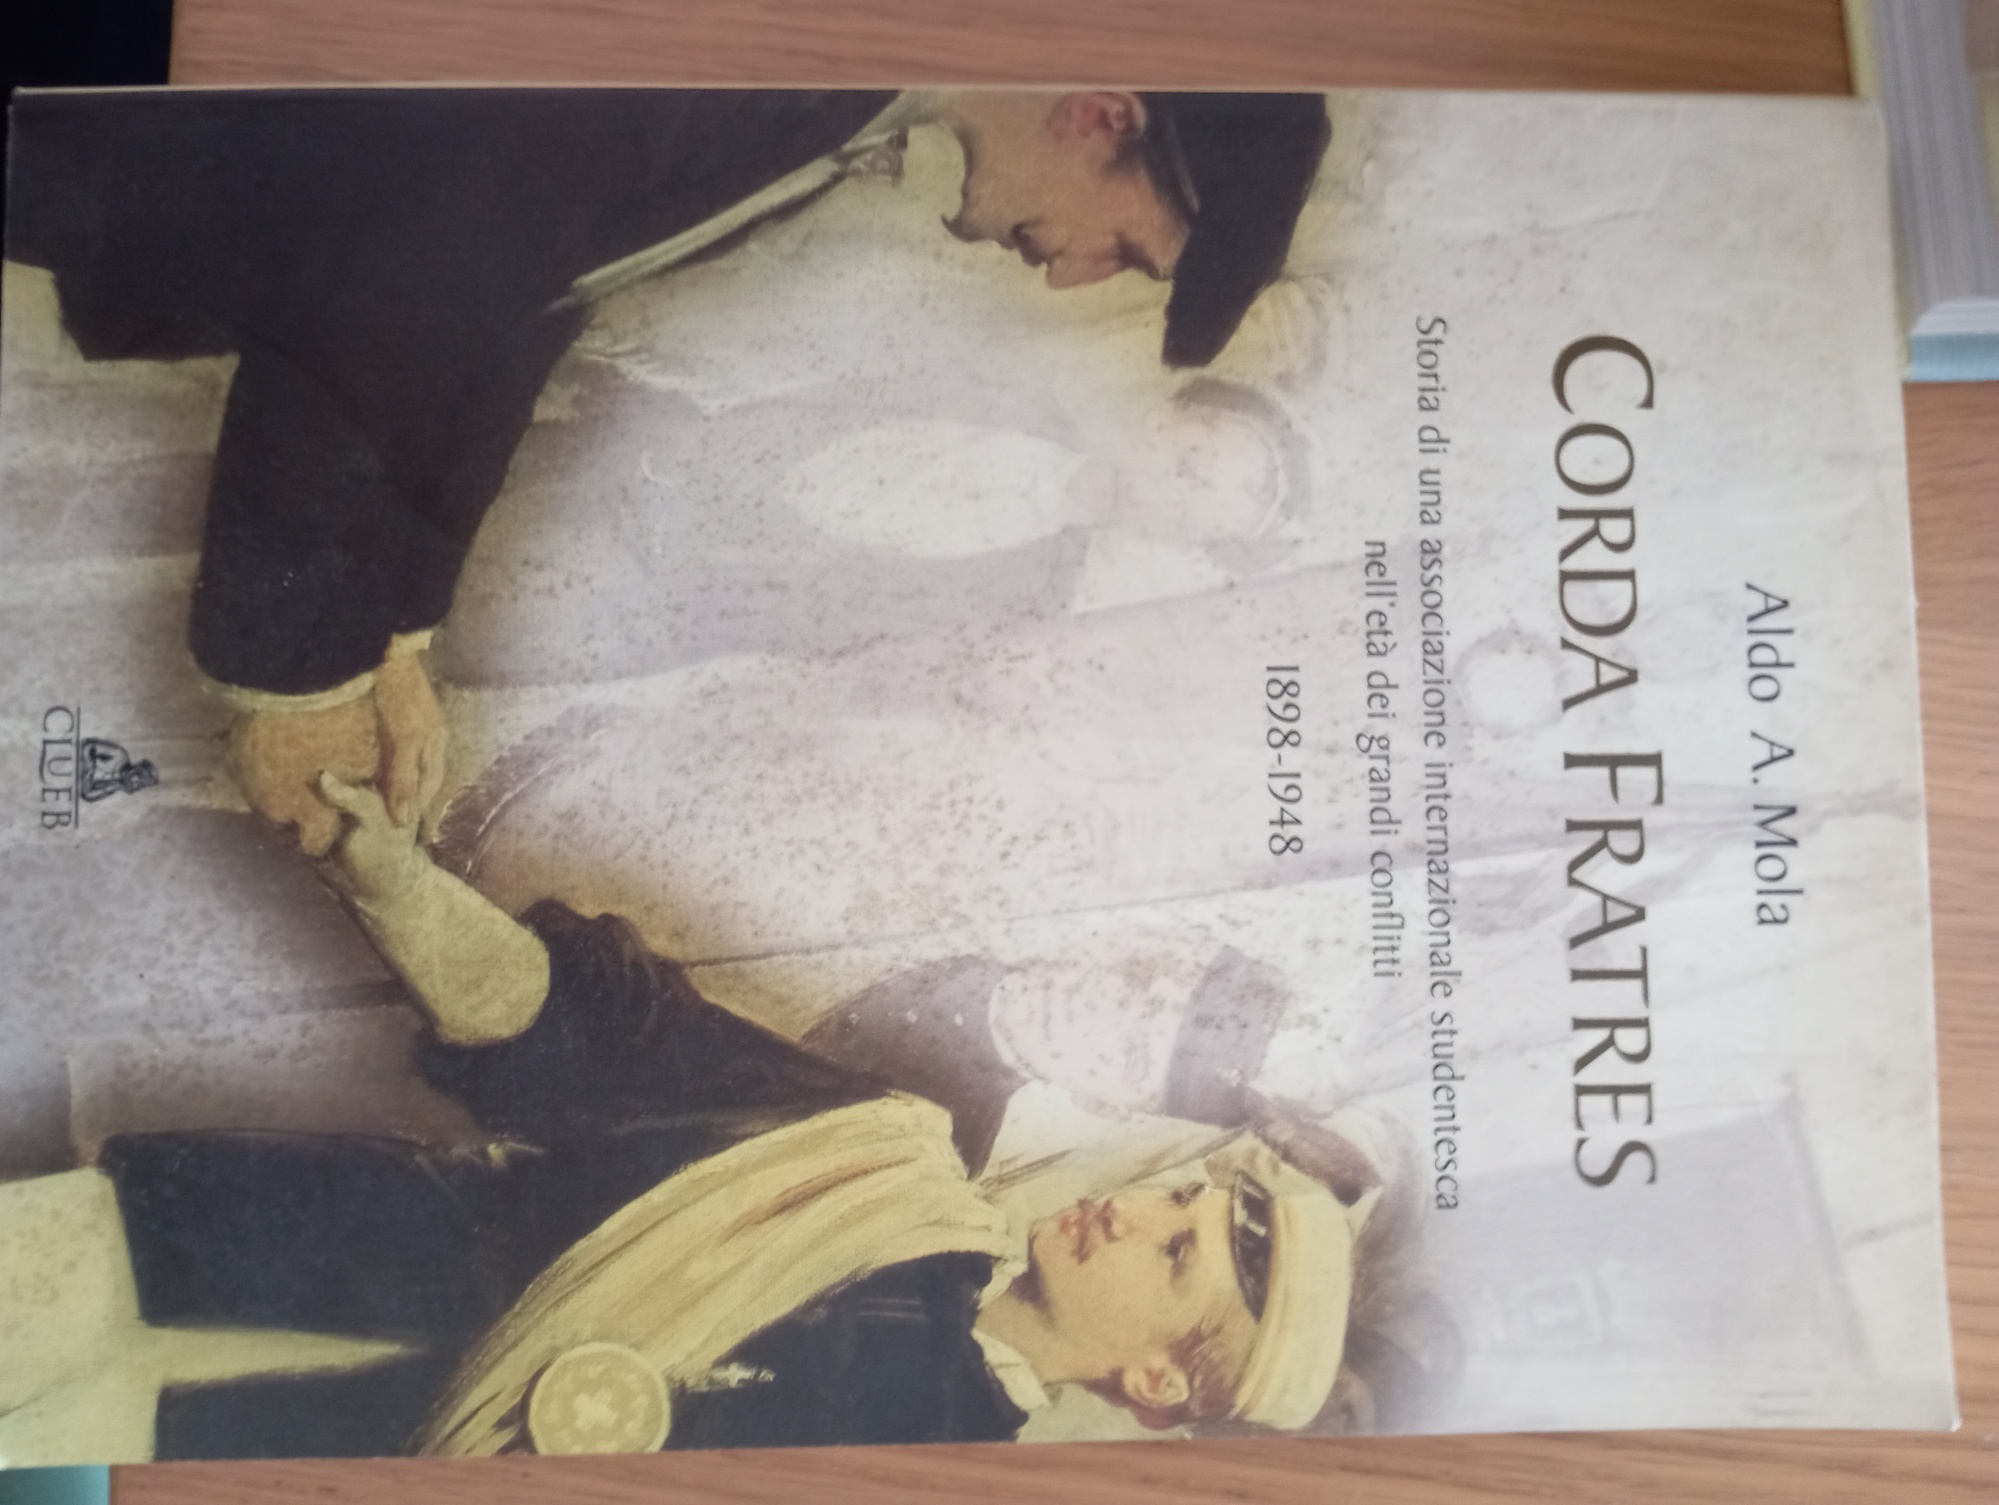 Aldo A. Mola
CORDA FRATRES
Storia di una associazione internazionale studentesca
nell'età dei grandi conflitti
1898-1948
CLUEB